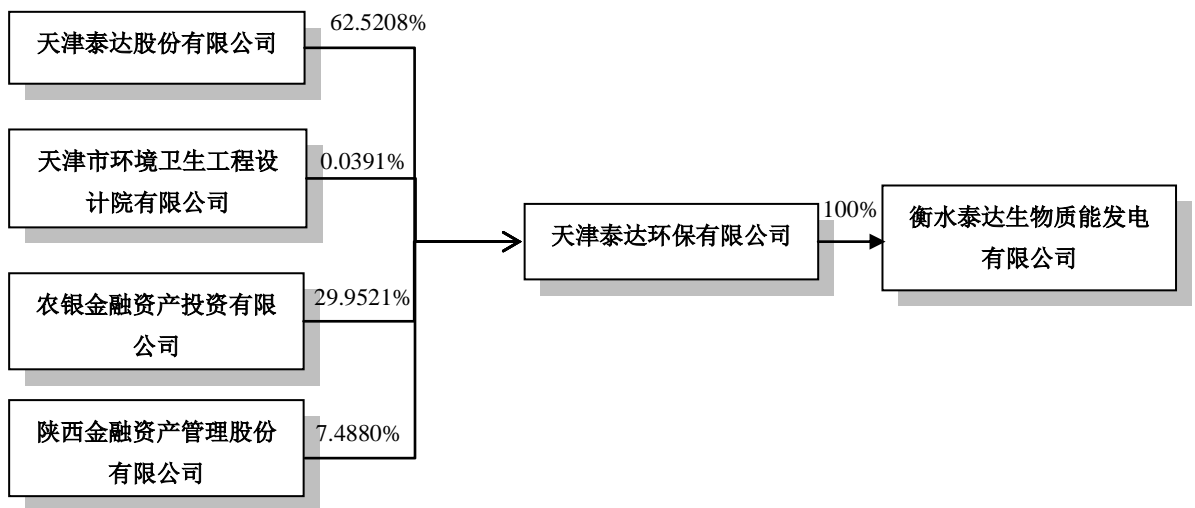 天津泰达股份有限公司
62.5208%
天津市环境卫生工程设
计院有限公司
0.0391%
农银金融资产投资有限
公司
29.9521%
陕西金融资产管理股份
有限公司
7.4880%
天津泰达环保有限公司
100%
衡水泰达生物质能发电
有限公司